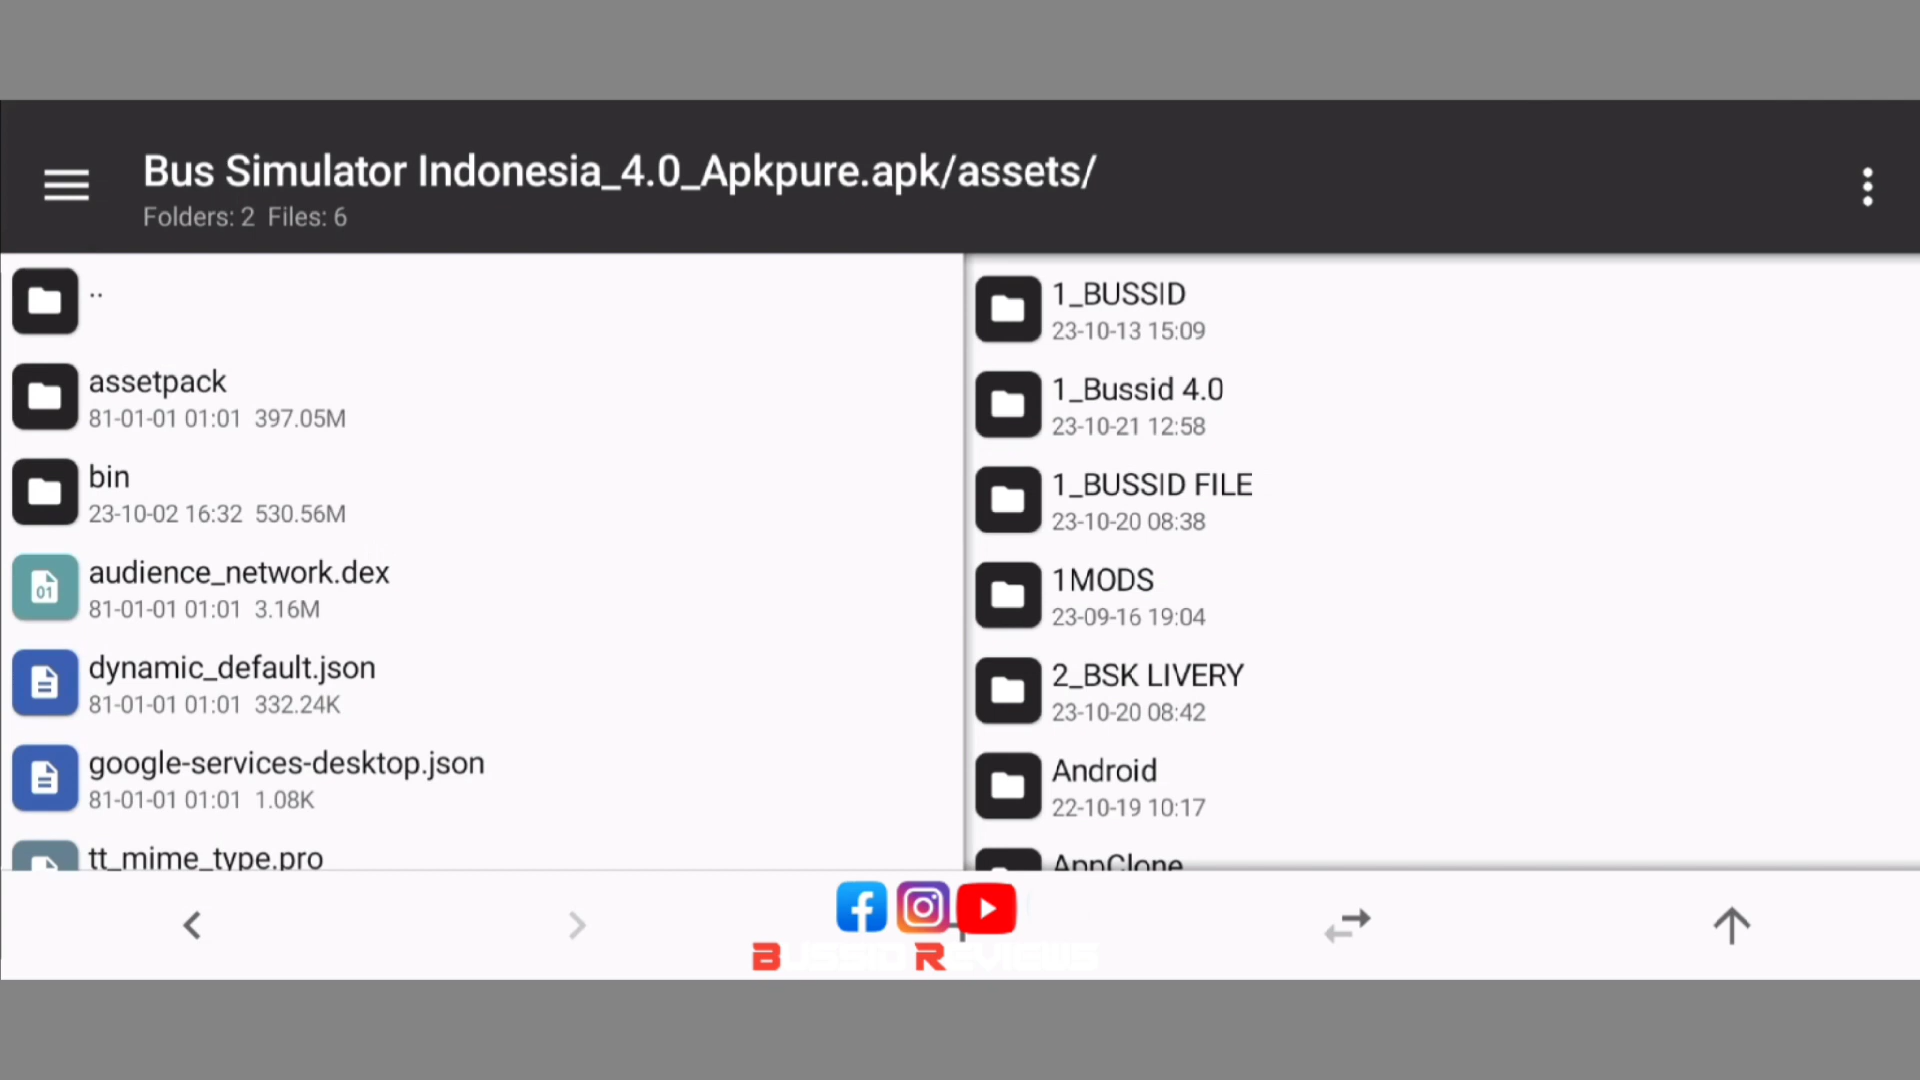 Bus Simulator Indonesia_4.0_Apkpure.apk/assets/
Folders: 2  Files: 6
..
assetpack
81-01-01 01:01  397.05M
bin
23-10-02 16:32  530.56M
01
audience_network.dex
81-01-01 01:01  3.16M
dynamic_default.json
81-01-01 01:01  332.24K
google-services-desktop.json
81-01-01 01:01  1.08K
tt_mime_type.pro
1_BUSSID
23-10-13 15:09
1_Bussid 4.0
23-10-21 12:58
1_BUSSID FILE
23-10-20 08:38
1MODS
23-09-16 19:04
2_BSK LIVERY
23-10-20 08:42
Android
22-10-19 10:17
AppClone
Bussid Reviews